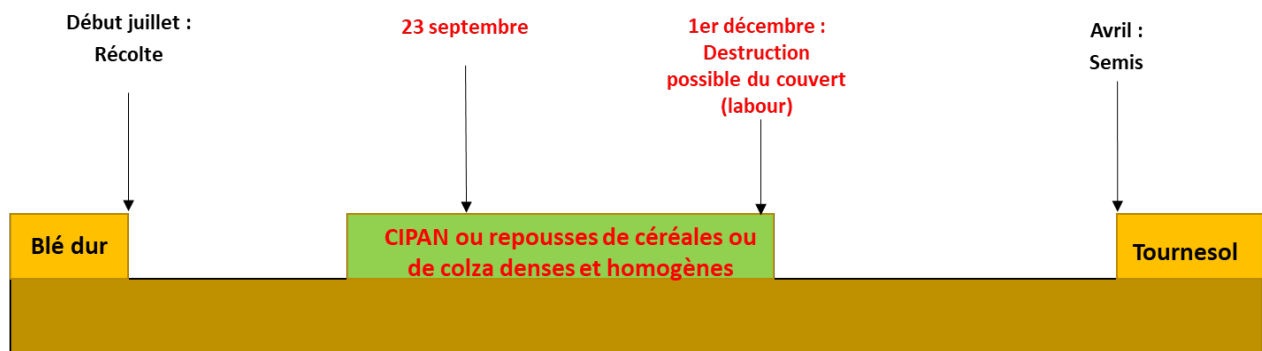 Début juillet :
Récolte
23 septembre
1er décembre :
Destruction
possible du couvert
(labour)
Avril :
Semis
Blé dur
CIPAN ou repousses de céréales ou
de colza denses et homogènes
Tournesol